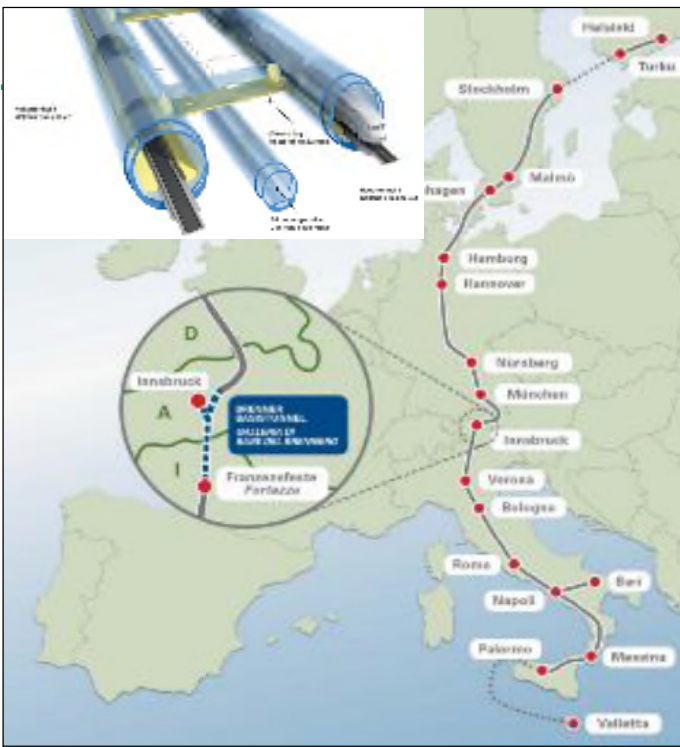 Helsinki
Turku
Stockholm
Malmö
hagen
Hamburg
Hannover
Nürnberg
München
Innsbruck
Verona
Bologna
Roma
Napoli
Bari
Palermo
Messina
Valletta
D
Innsbruck
A
BRENNER
BASISTUNNEL
GALLERIA DI
BASE DEL BRENNERO
I
Franzensfeste
Fortezza